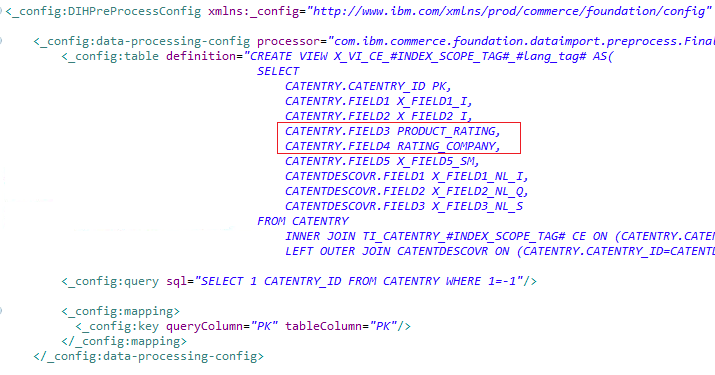 <_config:DIHPreProcessConfig xmlns:_config="http://www.ibm.com/xmlns/prod/commerce/foundation/config"
<_config:data-processing-config processor="com.ibm.commerce.foundation.dataimport.preprocess.Final
<_config:table definition="CREATE VIEW X_VI_CE_#INDEX_SCOPE_TAG#_#lang_tag# AS(
SELECT
CATENTRY.CATENTRY_ID PK,
CATENTRY.FIELD1 X_FIELD1_I,
CATENTRY.FIELD2 X_FIELD2_I,
CATENTRY.FIELD3 PRODUCT_RATING,
CATENTRY.FIELD4 RATING_COMPANY,
CATENTRY.FIELD5 X_FIELD5_SM,
CATENTDESCOVR.FIELD1 X_FIELD1_NL_I,
CATENTDESCOVR.FIELD2 X_FIELD2_NL_Q,
CATENTDESCOVR.FIELD3 X_FIELD3_NL_S
FROM CATENTRY
INNER JOIN TI_CATENTRY_#INDEX_SCOPE_TAG# CE ON (CATENTRY.CATEN
LEFT OUTER JOIN CATENTDESCOVR ON (CATENTRY.CATENTRY_ID=CATENTD
<_config:query sql="SELECT 1 CATENTRY_ID FROM CATENTRY WHERE 1=-1"/>
<_config:mapping>
<_config:key queryColumn="PK" tableColumn="PK"/>
</_config:mapping>
</_config:data-processing-config>